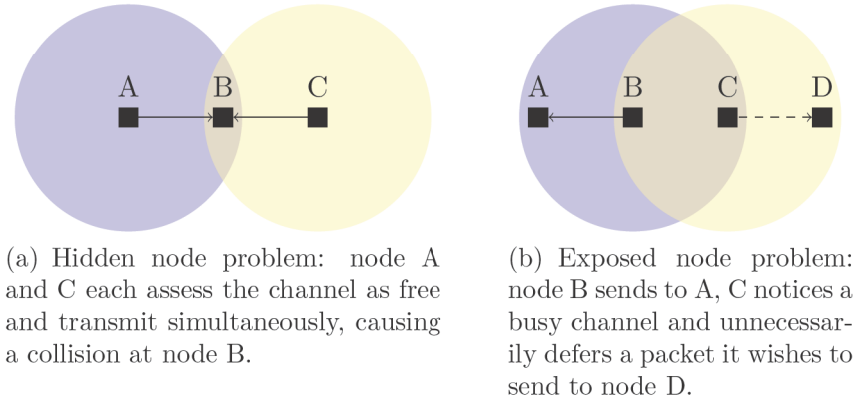 A B C
A B C D
(a) Hidden node problem: node A
and C each assess the channel as free
and transmit simultaneously, causing
a collision at node B.
(b) Exposed node problem:
node B sends to A, C notices a
busy channel and unnecessar-
ily defers a packet it wishes to
send to node D.